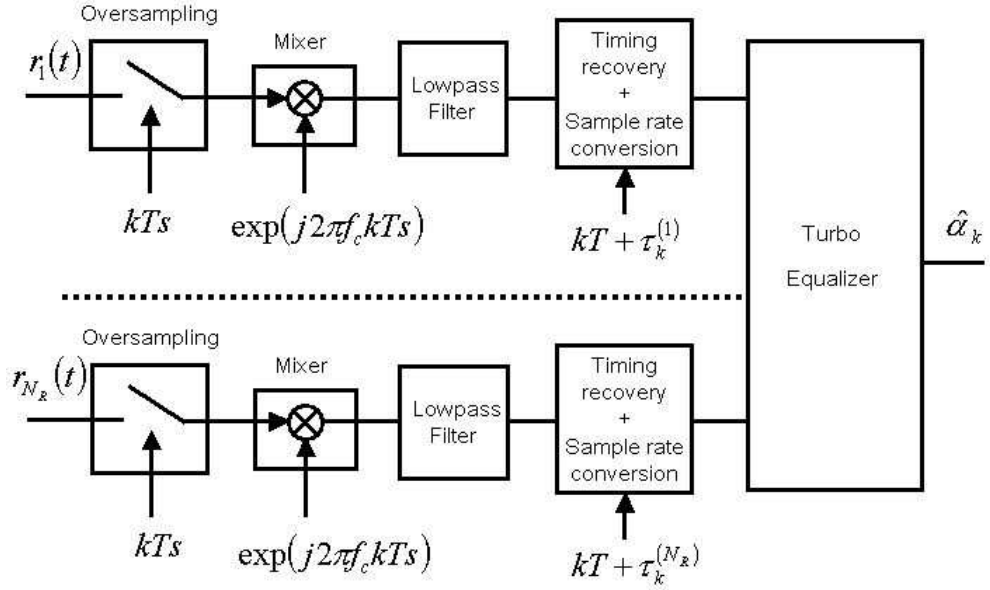 Oversampling
r_1(t)
kTs
Mixer
exp(j2πf_c kTs)
Lowpass
Filter
Timing
recovery
+
Sample rate
conversion
kT + τ_k^{(1)}
Turbo
Equalizer
\hat{α}_k
Oversampling
r_{N_R}(t)
kTs
Mixer
exp(j2πf_c kTs)
Lowpass
Filter
Timing
recovery
+
Sample rate
conversion
kT + τ_k^{(N_R)}